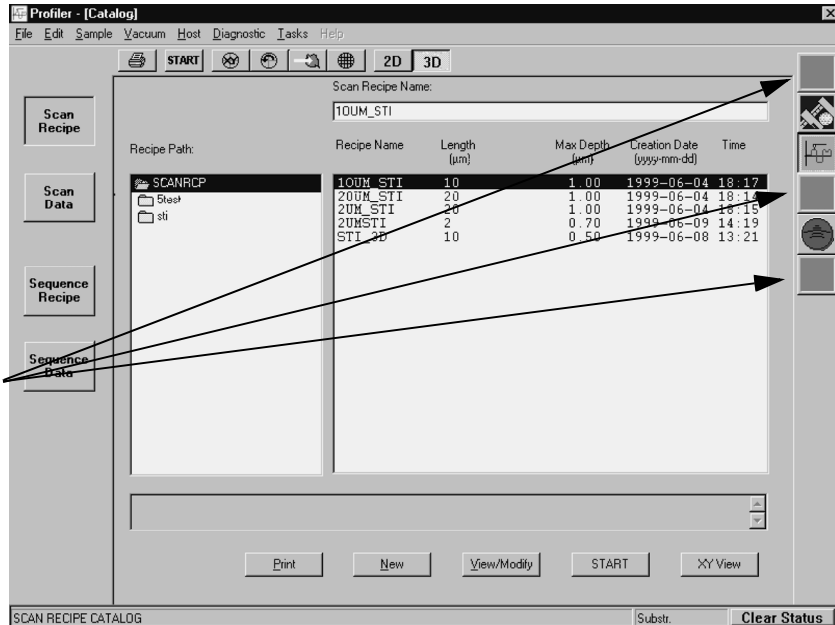 Profiler - [Catalog]
File Edit Sample Vacuum Host Diagnostic Tasks Help
START XY 2D 3D
Scan Recipe Name:
10UM_STI
Scan Recipe
Scan Data
Sequence Recipe
Sequence Data
Recipe Path:
SCANRCP
5test
sti
Recipe Name Length (µm) Max Depth (µm) Creation Date (yyyy-mm-dd) Time
10UM_STI 10 1.00 1999-06-04 18:17
20UM_STI 20 1.00 1999-06-04 18:14
2UM_STI 20 1.00 1999-06-04 18:15
2UMSTI 2 0.70 1999-06-09 14:19
STI_3D 10 0.50 1999-06-08 13:21
Print New View/Modify START XY View
SCAN RECIPE CATALOG Substr. Clear Status